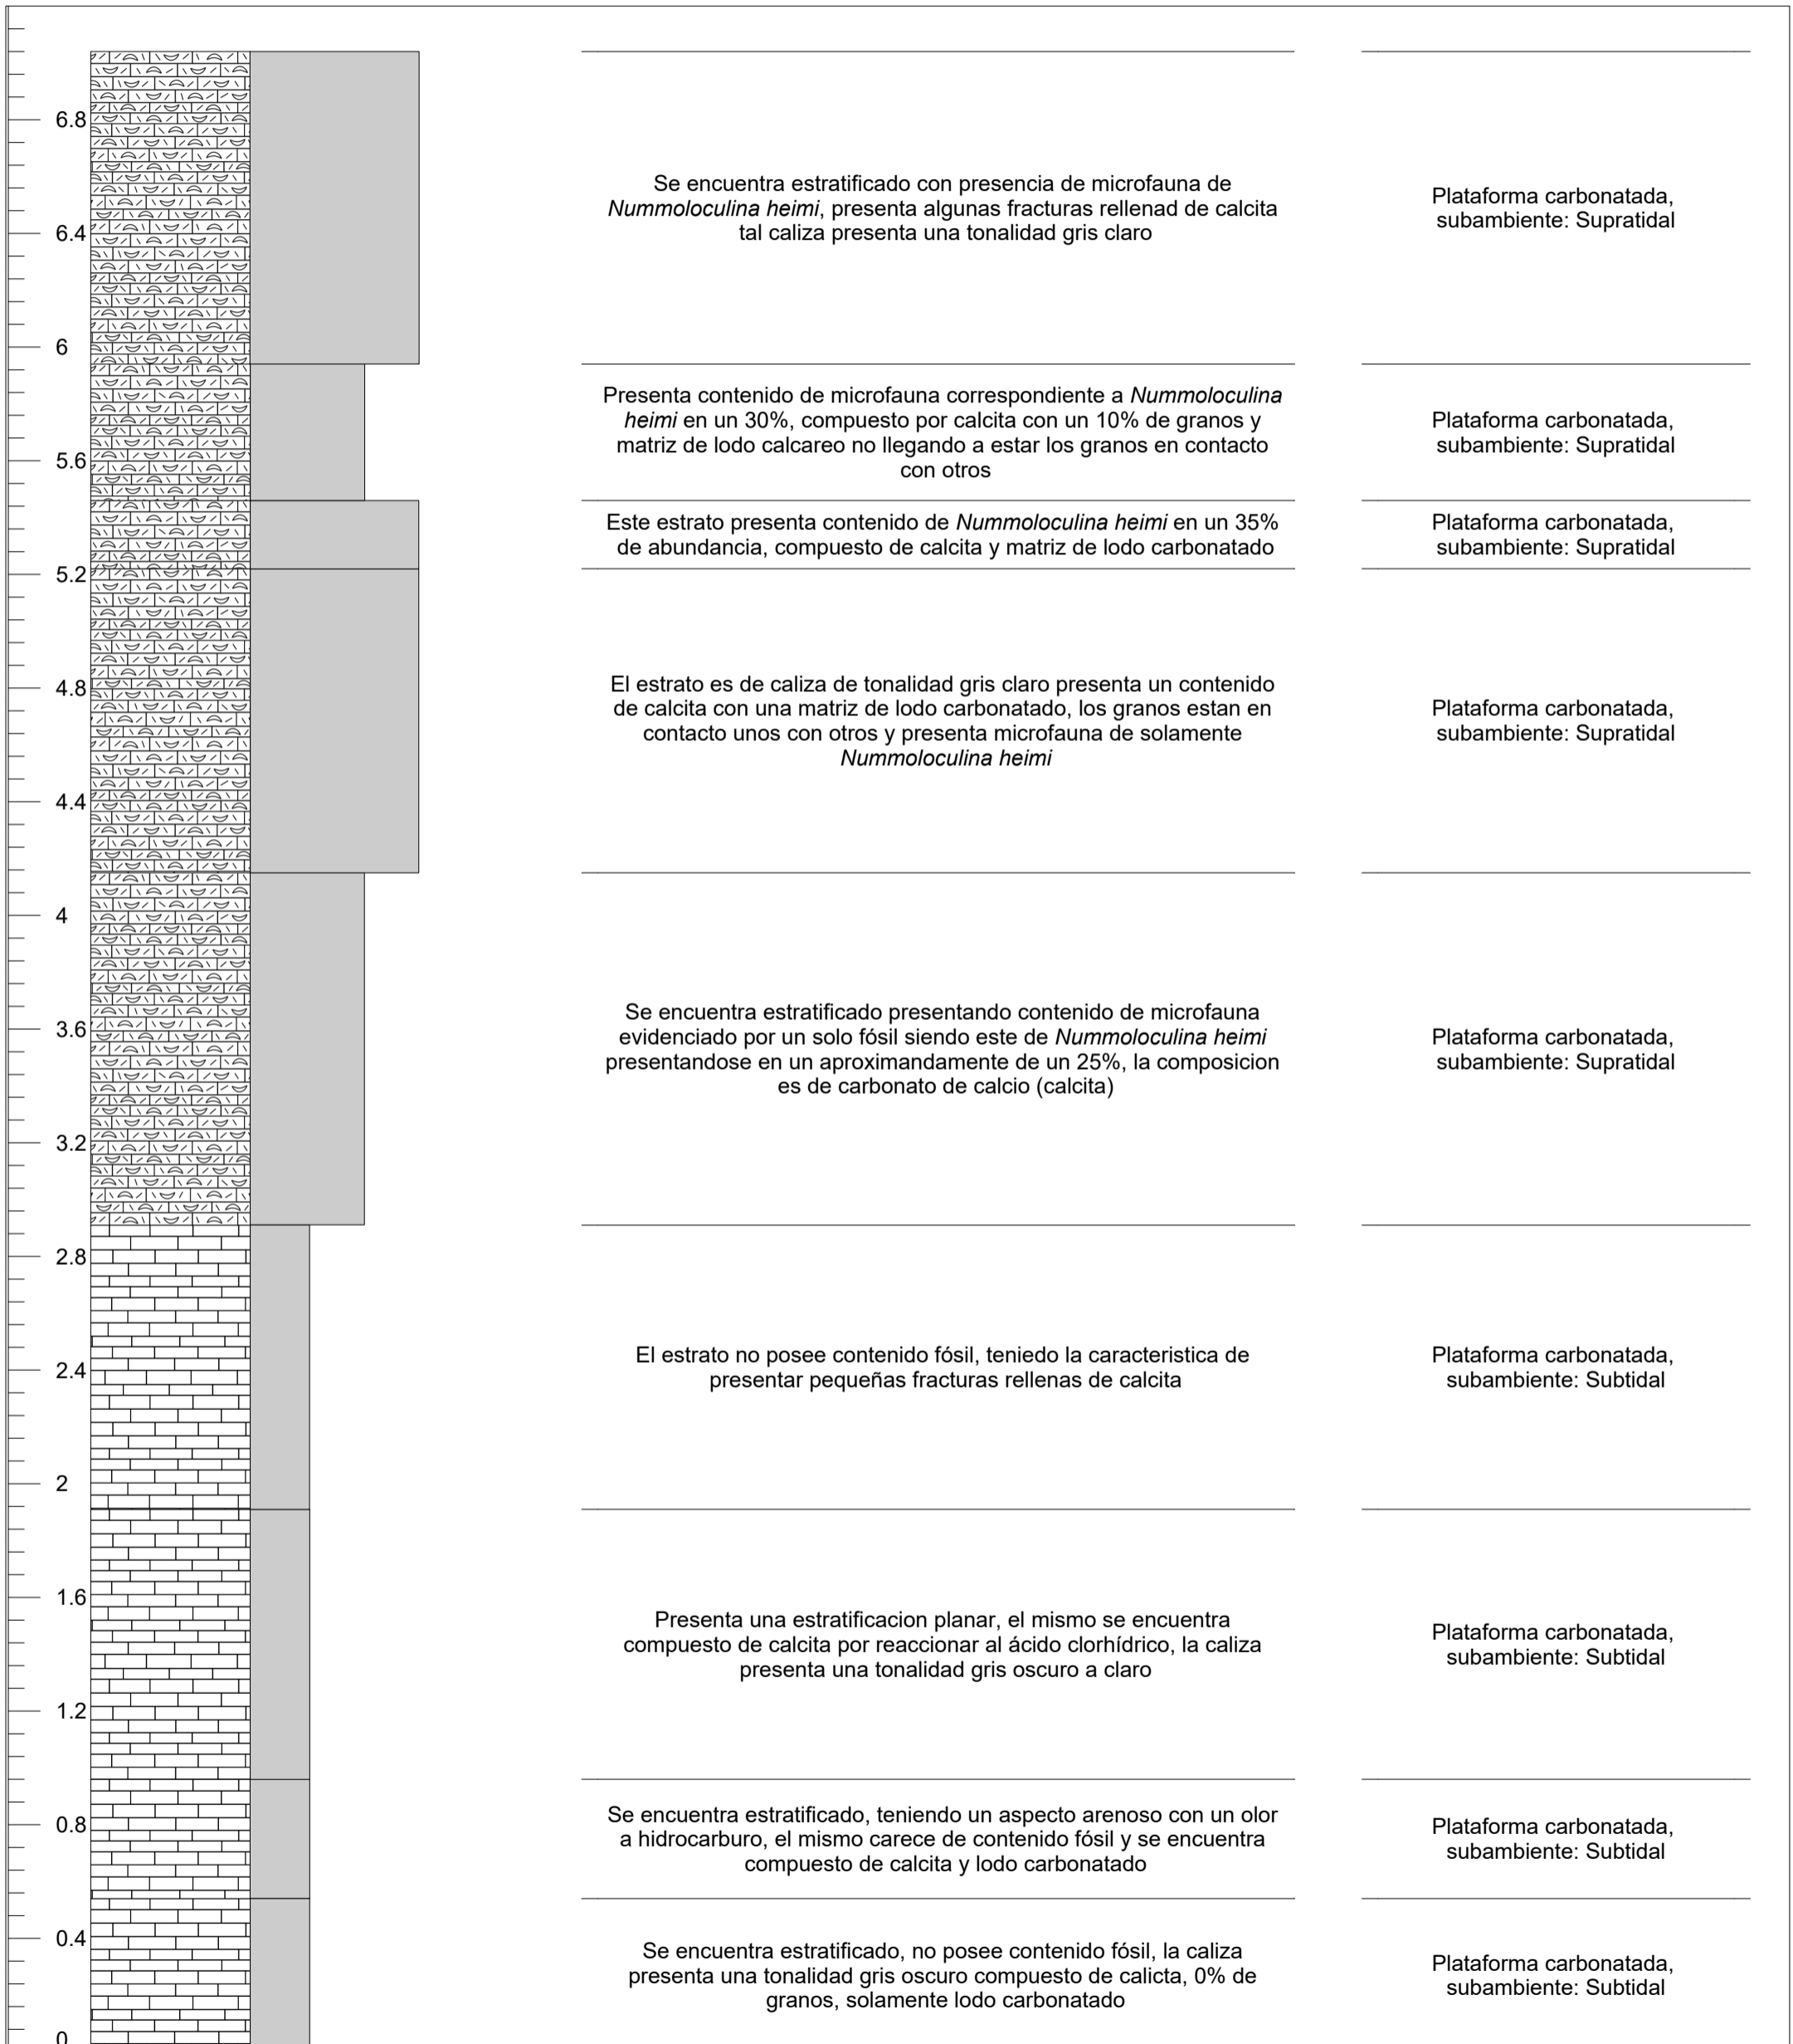 6.8
Se encuentra estratificado con presencia de microfauna de
Nummoloculina heimi, presenta algunas fracturas rellenad de calcita
tal caliza presenta una tonalidad gris claro
Plataforma carbonatada,
subambiente: Supratidal
6.4
6
Presenta contenido de microfauna correspondiente a Nummoloculina
heimi en un 30%, compuesto por calcita con un 10% de granos y
matriz de lodo calcareo no llegando a estar los granos en contacto
con otros
Plataforma carbonatada,
subambiente: Supratidal
5.6
Este estrato presenta contenido de Nummoloculina heimi en un 35%
de abundancia, compuesto de calcita y matriz de lodo carbonatado
Plataforma carbonatada,
subambiente: Supratidal
5.2
4.8
El estrato es de caliza de tonalidad gris claro presenta un contenido
de calcita con una matriz de lodo carbonatado, los granos estan en
contacto unos con otros y presenta microfauna de solamente
Nummoloculina heimi
Plataforma carbonatada,
subambiente: Supratidal
4.4
4
3.6
Se encuentra estratificado presentando contenido de microfauna
evidenciado por un solo fósil siendo este de Nummoloculina heimi
presentandose en un aproximandamente de un 25%, la composicion
es de carbonato de calcio (calcita)
Plataforma carbonatada,
subambiente: Supratidal
3.2
2.8
2.4
El estrato no posee contenido fósil, teniedo la caracteristica de
presentar pequeñas fracturas rellenas de calcita
Plataforma carbonatada,
subambiente: Subtidal
2
1.6
Presenta una estratificacion planar, el mismo se encuentra
compuesto de calcita por reaccionar al ácido clorhídrico, la caliza
presenta una tonalidad gris oscuro a claro
Plataforma carbonatada,
subambiente: Subtidal
1.2
0.8
Se encuentra estratificado, teniendo un aspecto arenoso con un olor
a hidrocarburo, el mismo carece de contenido fósil y se encuentra
compuesto de calcita y lodo carbonatado
Plataforma carbonatada,
subambiente: Subtidal
0.4
Se encuentra estratificado, no posee contenido fósil, la caliza
presenta una tonalidad gris oscuro compuesto de calicta, 0% de
granos, solamente lodo carbonatado
Plataforma carbonatada,
subambiente: Subtidal
0